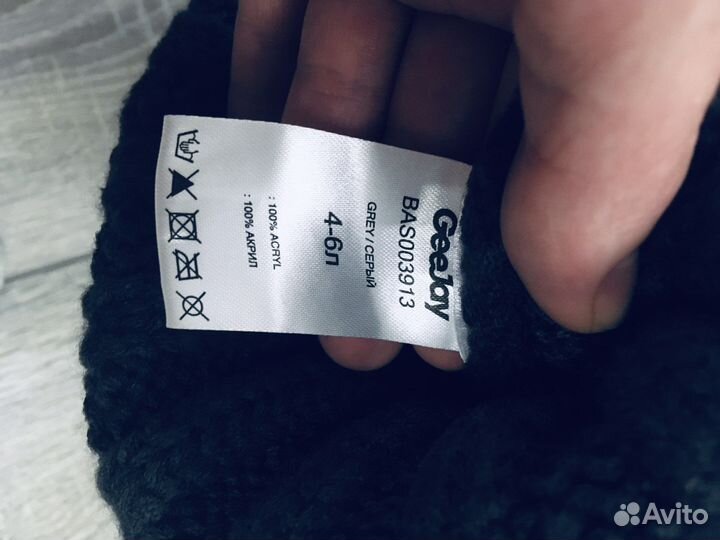 GeeJay
BAS003913
GREY / СЕРЫЙ
4-6л
: 100% ACRYL
: 100% АКРИЛ
Avito